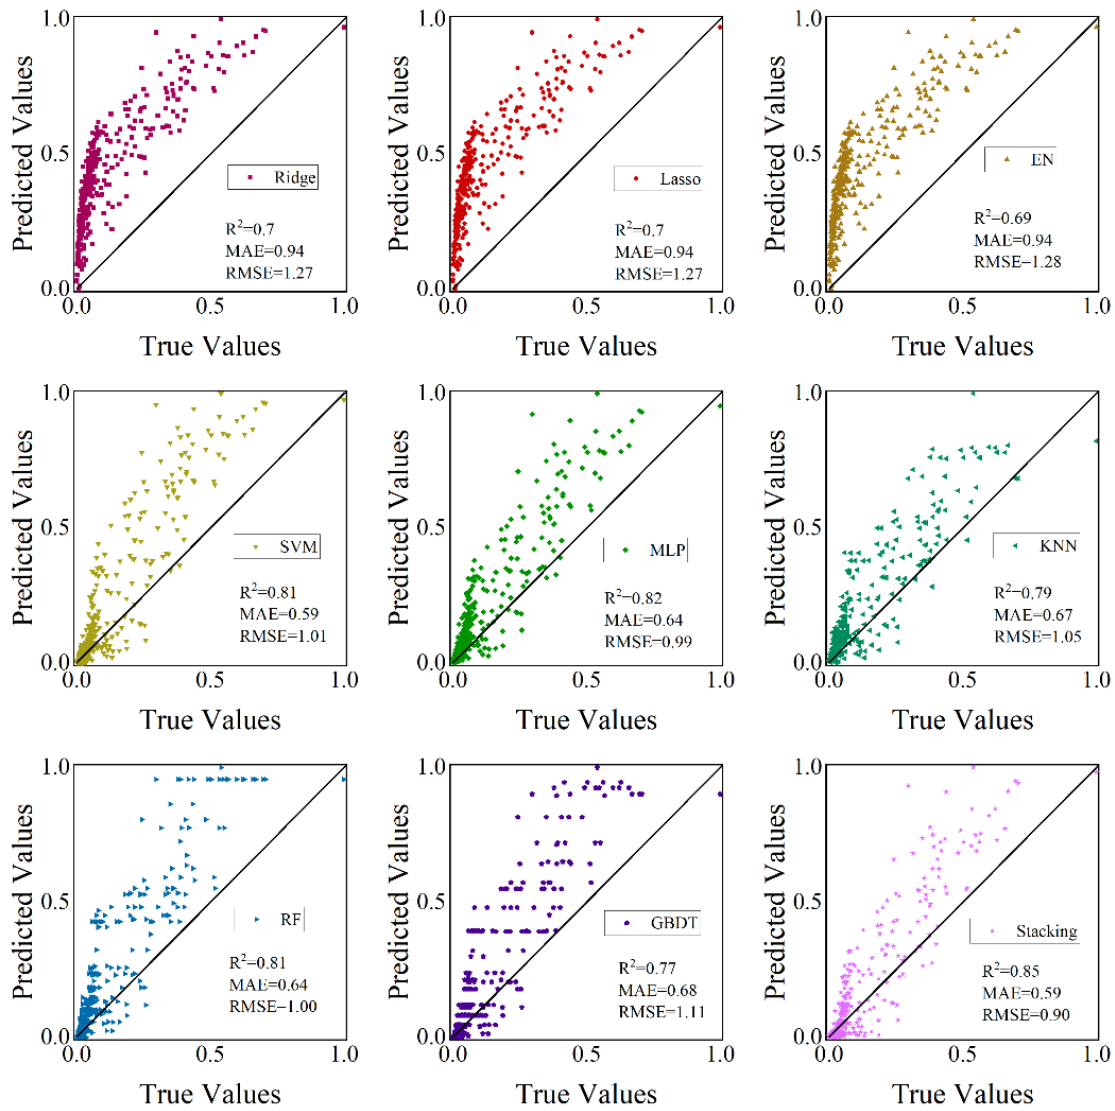 1.0
0.5
0.0
0.0
0.5
1.0
Predicted Values
True Values
Ridge
R²=0.7
MAE=0.94
RMSE=1.27
1.0
0.5
0.0
0.0
0.5
1.0
Predicted Values
True Values
Lasso
R²=0.7
MAE=0.94
RMSE=1.27
1.0
0.5
0.0
0.0
0.5
1.0
Predicted Values
True Values
EN
R²=0.69
MAE=0.94
RMSE=1.28
1.0
0.5
0.0
0.0
0.5
1.0
Predicted Values
True Values
SVM
R²=0.81
MAE=0.59
RMSE=1.01
1.0
0.5
0.0
0.0
0.5
1.0
Predicted Values
True Values
MLP
R²=0.82
MAE=0.64
RMSE=0.99
1.0
0.5
0.0
0.0
0.5
1.0
Predicted Values
True Values
KNN
R²=0.79
MAE=0.67
RMSE=1.05
1.0
0.5
0.0
0.0
0.5
1.0
Predicted Values
True Values
RF
R²=0.81
MAE=0.64
RMSE=1.00
1.0
0.5
0.0
0.0
0.5
1.0
Predicted Values
True Values
GBDT
R²=0.77
MAE=0.68
RMSE=1.11
1.0
0.5
0.0
0.0
0.5
1.0
Predicted Values
True Values
Stacking
R²=0.85
MAE=0.59
RMSE=0.90